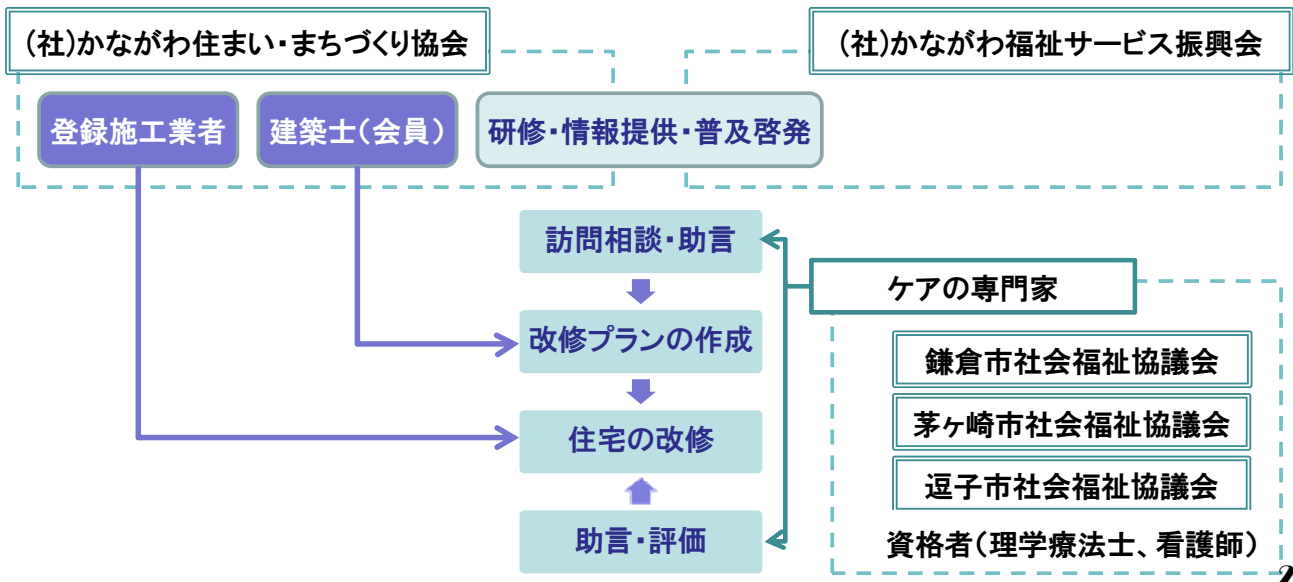 (社)かながわ住まい・まちづくり協会
(社)かながわ福祉サービス振興会
登録施工業者
建築士(会員)
研修・情報提供・普及啓発
訪問相談・助言
ケアの専門家
改修プランの作成
鎌倉市社会福祉協議会
茅ヶ崎市社会福祉協議会
住宅の改修
逗子市社会福祉協議会
助言・評価
資格者(理学療法士、看護師)